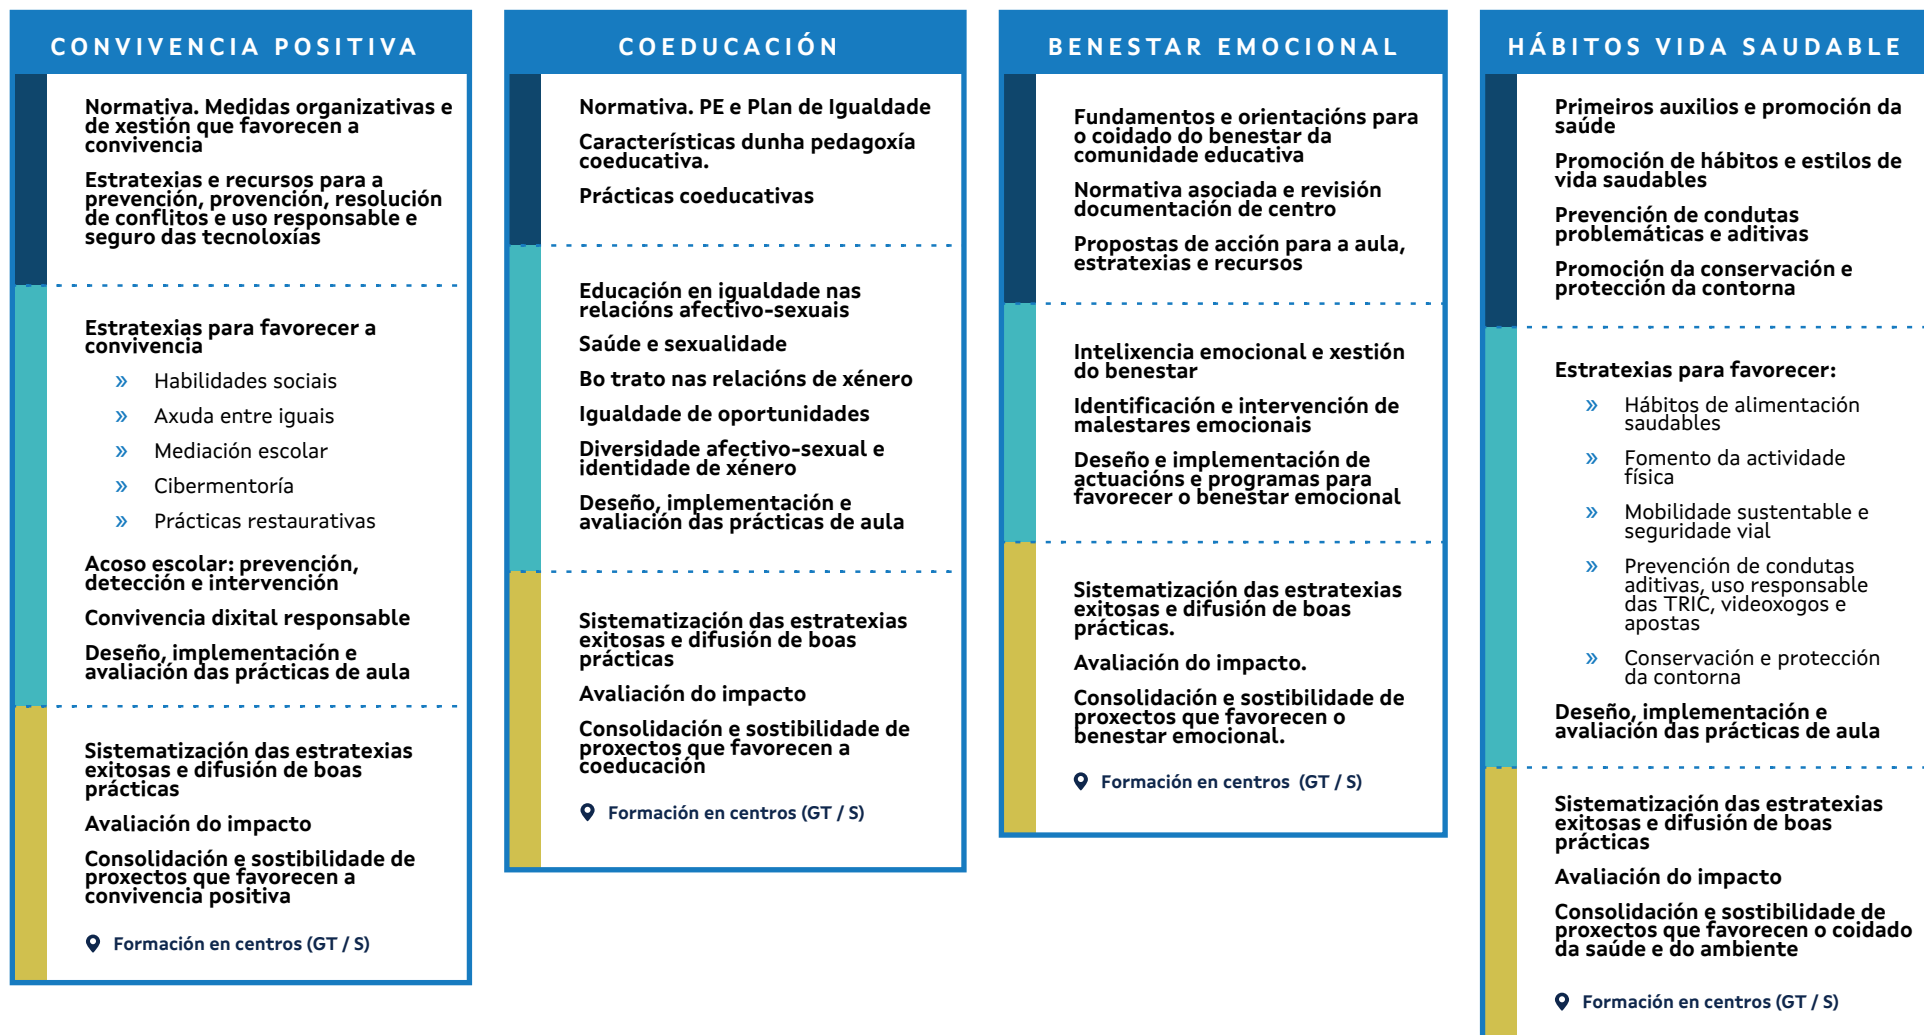 CONVIVENCIA POSITIVA
Normativa. Medidas organizativas e
de xestión que favorecen a
convivencia
Estratexias e recursos para a
prevención, provención, resolución
de conflitos e uso responsable e
seguro das tecnoloxías
Estratexias para favorecer a
convivencia
» Habilidades sociais
» Axuda entre iguais
» Mediación escolar
» Cibermentoría
» Prácticas restaurativas
Acoso escolar: prevención,
detección e intervención
Convivencia dixital responsable
Deseño, implementación e
avaliación das prácticas de aula
Sistematización das estratexias
exitosas e difusión de boas
prácticas
Avaliación do impacto
Consolidación e sostibilidade de
proxectos que favorecen a
convivencia positiva
Formación en centros (GT / S)
COEDUCACIÓN
Normativa. PE e Plan de Igualdade
Características dunha pedagoxía
coeducativa.
Prácticas coeducativas
Educación en igualdade nas
relacións afectivo-sexuais
Saúde e sexualidade
Bo trato nas relacións de xénero
Igualdade de oportunidades
Diversidade afectivo-sexual e
identidade de xénero
Deseño, implementación e
avaliación das prácticas de aula
Sistematización das estratexias
exitosas e difusión de boas
prácticas
Avaliación do impacto
Consolidación e sostibilidade de
proxectos que favorecen a
coeducación
Formación en centros (GT / S)
BENESTAR EMOCIONAL
Fundamentos e orientacións para
o coidado do benestar da
comunidade educativa
Normativa asociada e revisión
documentación de centro
Propostas de acción para a aula,
estratexias e recursos
Intelixencia emocional e xestión
do benestar
Identificación e intervención de
malestares emocionais
Deseño e implementación de
actuacións e programas para
favorecer o benestar emocional
Sistematización das estratexias
exitosas e difusión de boas
prácticas.
Avaliación do impacto.
Consolidación e sostibilidade de
proxectos que favorecen o
benestar emocional.
Formación en centros (GT / S)
HÁBITOS VIDA SAUDABLE
Primeiros auxilios e promoción da
saúde
Promoción de hábitos e estilos de
vida saudables
Prevención de condutas
problemáticas e aditivas
Promoción da conservación e
protección da contorna
Estratexias para favorecer:
» Hábitos de alimentación
saudables
» Fomento da actividade
física
» Mobilidade sustentable e
seguridade vial
» Prevención de condutas
aditivas, uso responsable
das TRIC, videoxogos e
apostas
» Conservación e protección
da contorna
Deseño, implementación e
avaliación das prácticas de aula
Sistematización das estratexias
exitosas e difusión de boas
prácticas
Avaliación do impacto
Consolidación e sostibilidade de
proxectos que favorecen o coidado
da saúde e do ambiente
Formación en centros (GT / S)